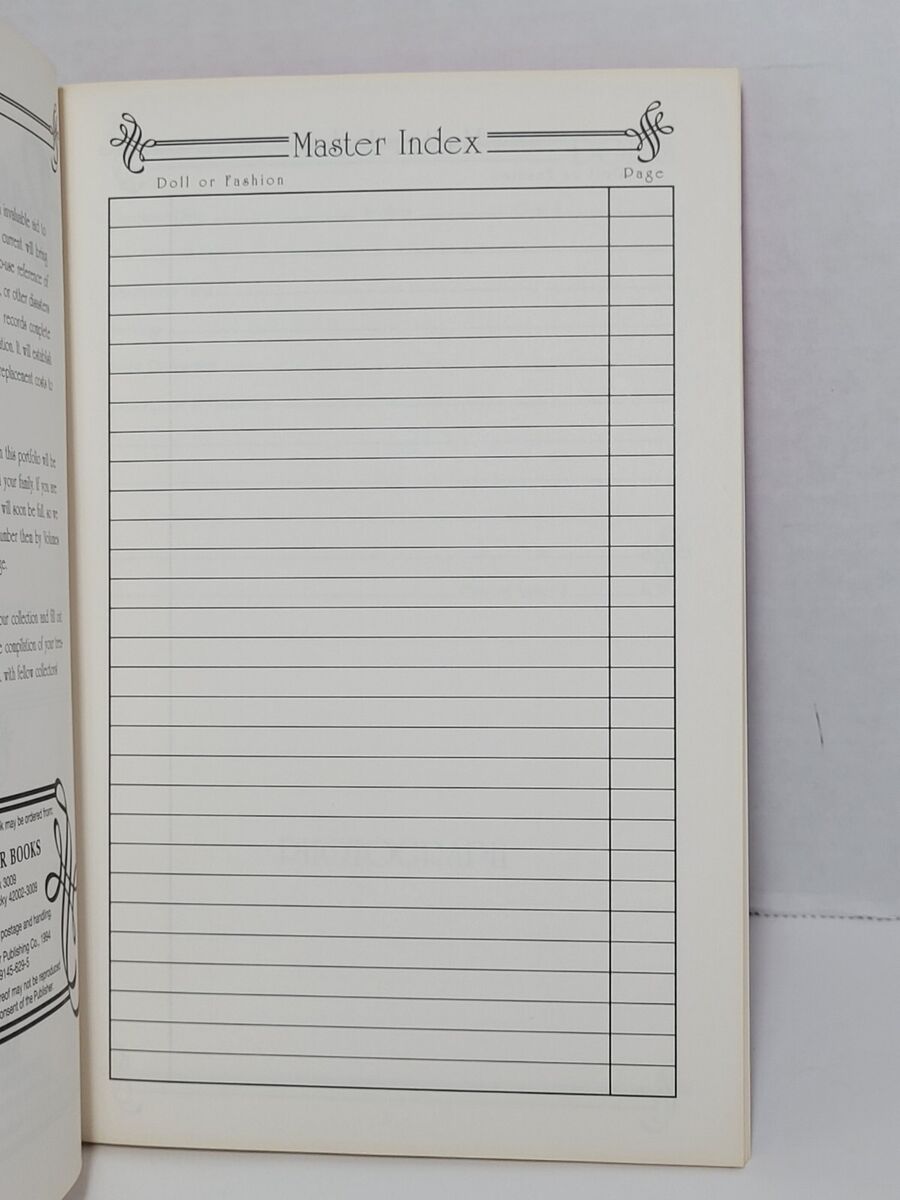 invaluable aid to
current will bring
-use reference of
, or other disasters
records complete
tion. It will establish
replacement costs to
this portfolio will be
your family. If you are
will soon be full, so we
number them by Volumes
ge.
our collection and fill out
e compilation of your trea-
with fellow collectors!
k may be ordered from:
R BOOKS
3009
ky 42002-3009
postage and handling.
r Publishing Co., 1994
9145-629-5
reof may not be reproduced
onsent of the Publisher.
Master Index
Doll or Fashion Page